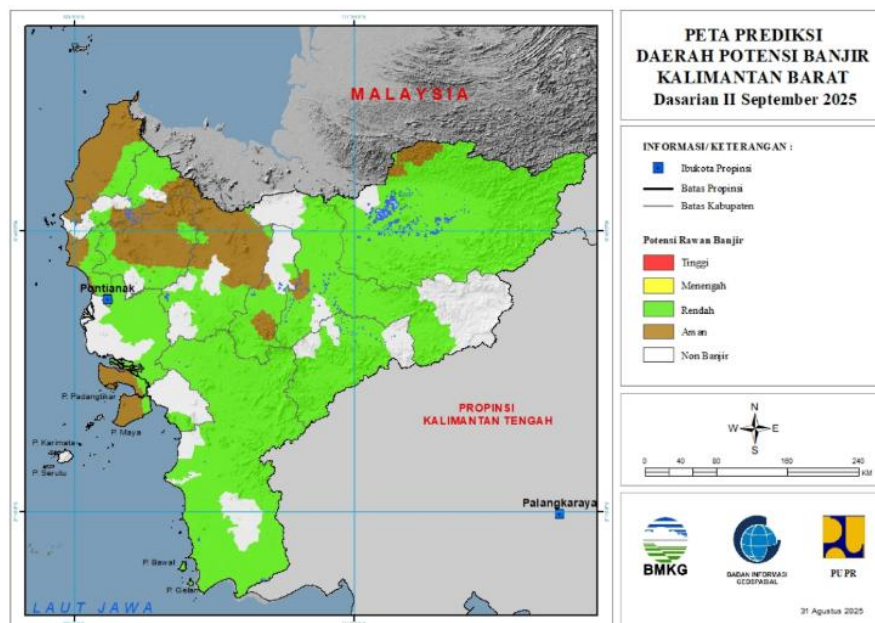 PETA PREDIKSI
DAERAH POTENSI BANJIR
KALIMANTAN BARAT
Dasarian II September 2025
INFORMASI/KETERANGAN :
Ibukota Propinsi
Batas Propinsi
Batas Kabupaten
Potensi Rawan Banjir
Tinggi
Menengah
Rendah
Aman
Non Banjir
MALAYSIA
Pontianak
P. Padangtikar
P. Maya
P. Karimata
P. Serutu
PROPINSI
KALIMANTAN TENGAH
Palangkaraya
P. Bawal
P. Gelam
LAUT JAWA
N
W
E
S
0 40 80 160 240
KM
BMKG
BADAN INFORMASI
GEOSPASIAL
PUPR
31 Agustus 2025